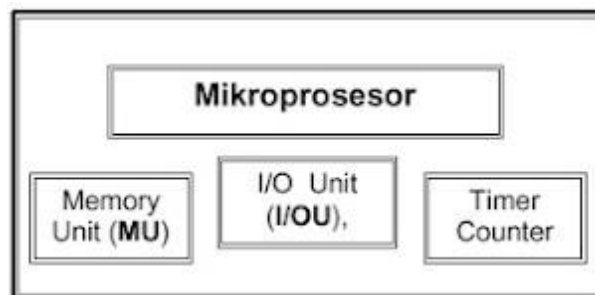 Mikroprosesor
Memory
Unit (MU)
I/O Unit
(I/OU),
Timer
Counter